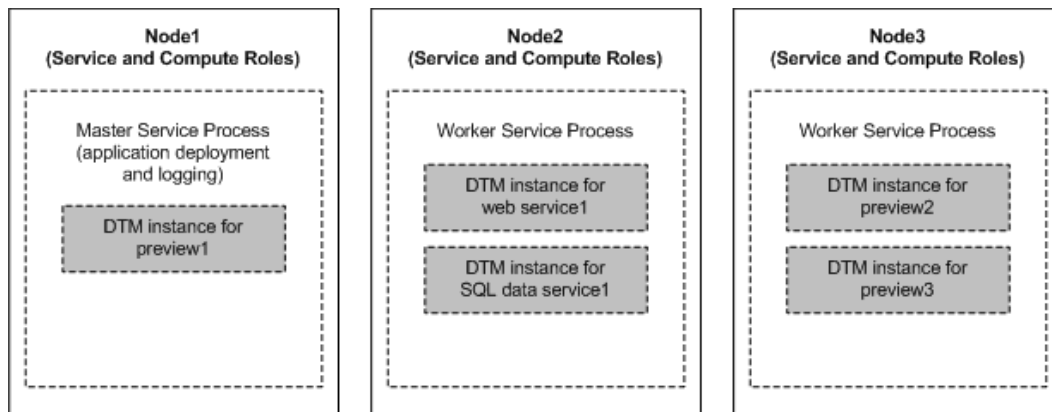 Node1
(Service and Compute Roles)
Master Service Process
(application deployment
and logging)
DTM instance for
preview1
Node2
(Service and Compute Roles)
Worker Service Process
DTM instance for
web service1
DTM instance for
SQL data service1
Node3
(Service and Compute Roles)
Worker Service Process
DTM instance for
preview2
DTM instance for
preview3